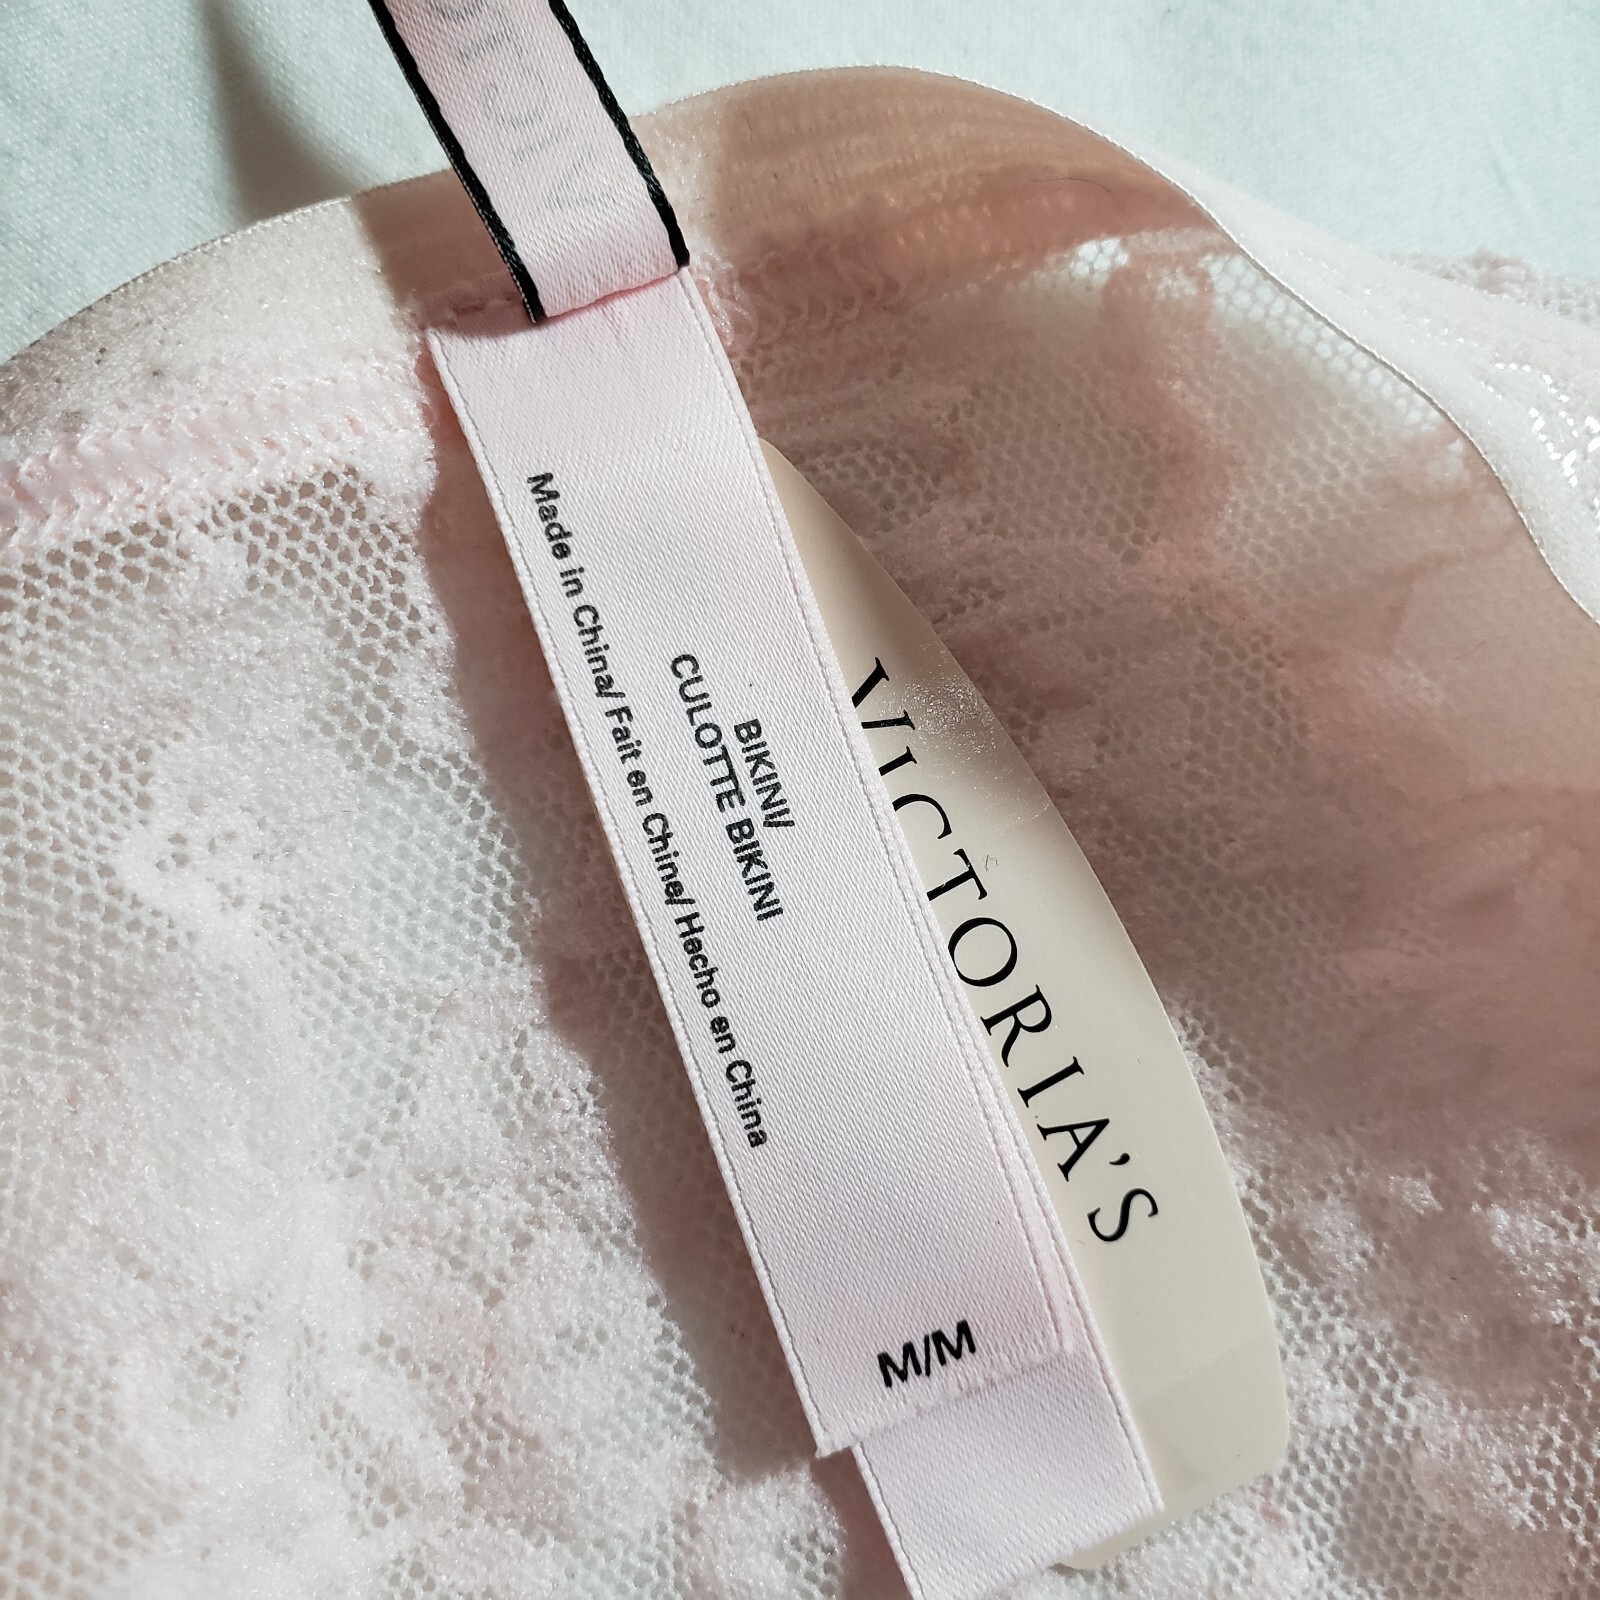 BIKINI/
CULOTTE BIKINI
Made in China/ Fait en Chine/ Hecho en China
M/M
VICTORIA'S